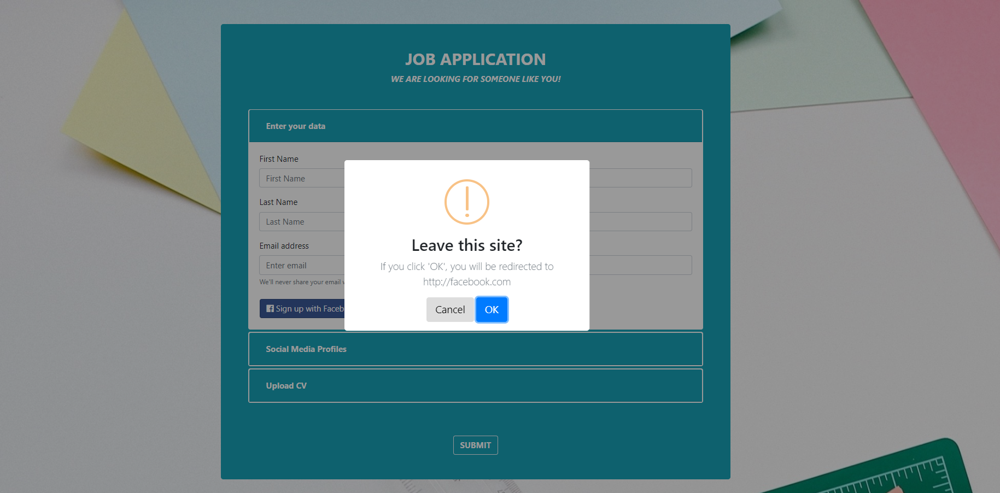 JOB APPLICATION
WE ARE LOOKING FOR SOMEONE LIKE YOU!
Enter your data
First Name
First Name
Last Name
Last Name
Email address
Enter email
We'll never share your email
Sign up with Faceb
Leave this site?
If you click 'OK', you will be redirected to
http://facebook.com
Cancel
OK
Social Media Profiles
Upload CV
SUBMIT